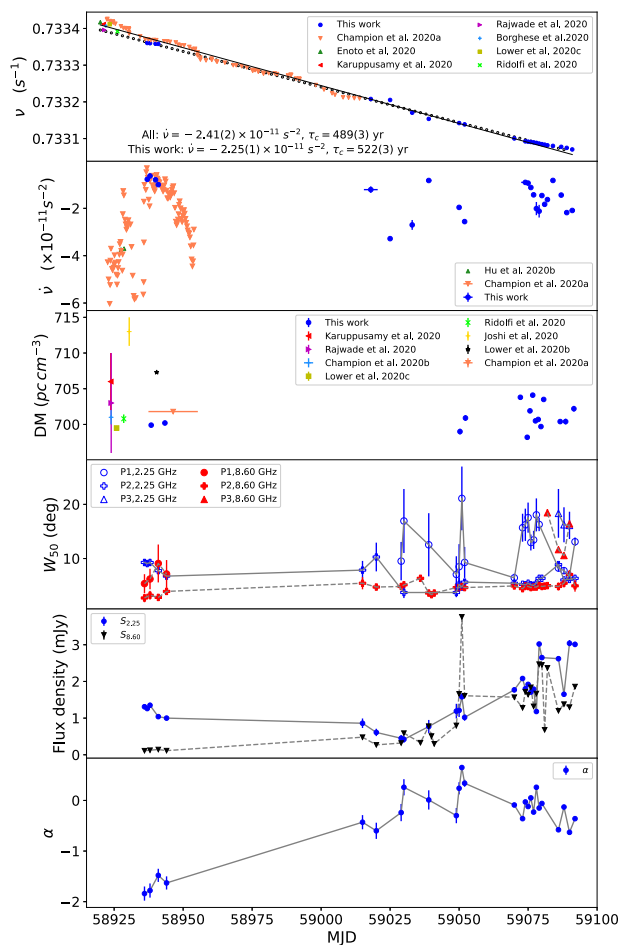 This work
Champion et al. 2020a
Enoto et al, 2020
Karuppusamy et al. 2020
Rajwade et al. 2020
Borghese et al.2020
Lower et al. 2020c
Ridolfi et al. 2020
0.7334
0.7333
0.7332
0.7331
ν (s⁻¹)
All: ν̇ = − 2.41(2) × 10⁻¹¹ s⁻², τc = 489(3) yr
This work: ν̇ = − 2.25(1) × 10⁻¹¹ s⁻², τc = 522(3) yr
−2
−4
−6
ν̇ (×10⁻¹¹s⁻²)
Hu et al. 2020b
Champion et al. 2020a
This work
715
710
705
700
DM (pc cm⁻³)
This work
Karuppusamy et al. 2020
Rajwade et al. 2020
Champion et al. 2020b
Lower et al. 2020c
Ridolfi et al. 2020
Joshi et al. 2020
Lower et al. 2020b
Champion et al. 2020a
20
10
W₅₀ (deg)
P1,2.25 GHz
P2,2.25 GHz
P3,2.25 GHz
P1,8.60 GHz
P2,8.60 GHz
P3,8.60 GHz
3
2
1
0
Flux density (mJy)
S₂.₂₅
S₈.₆₀
0
−1
−2
α
α
58925 58950 58975 59000 59025 59050 59075 59100
MJD